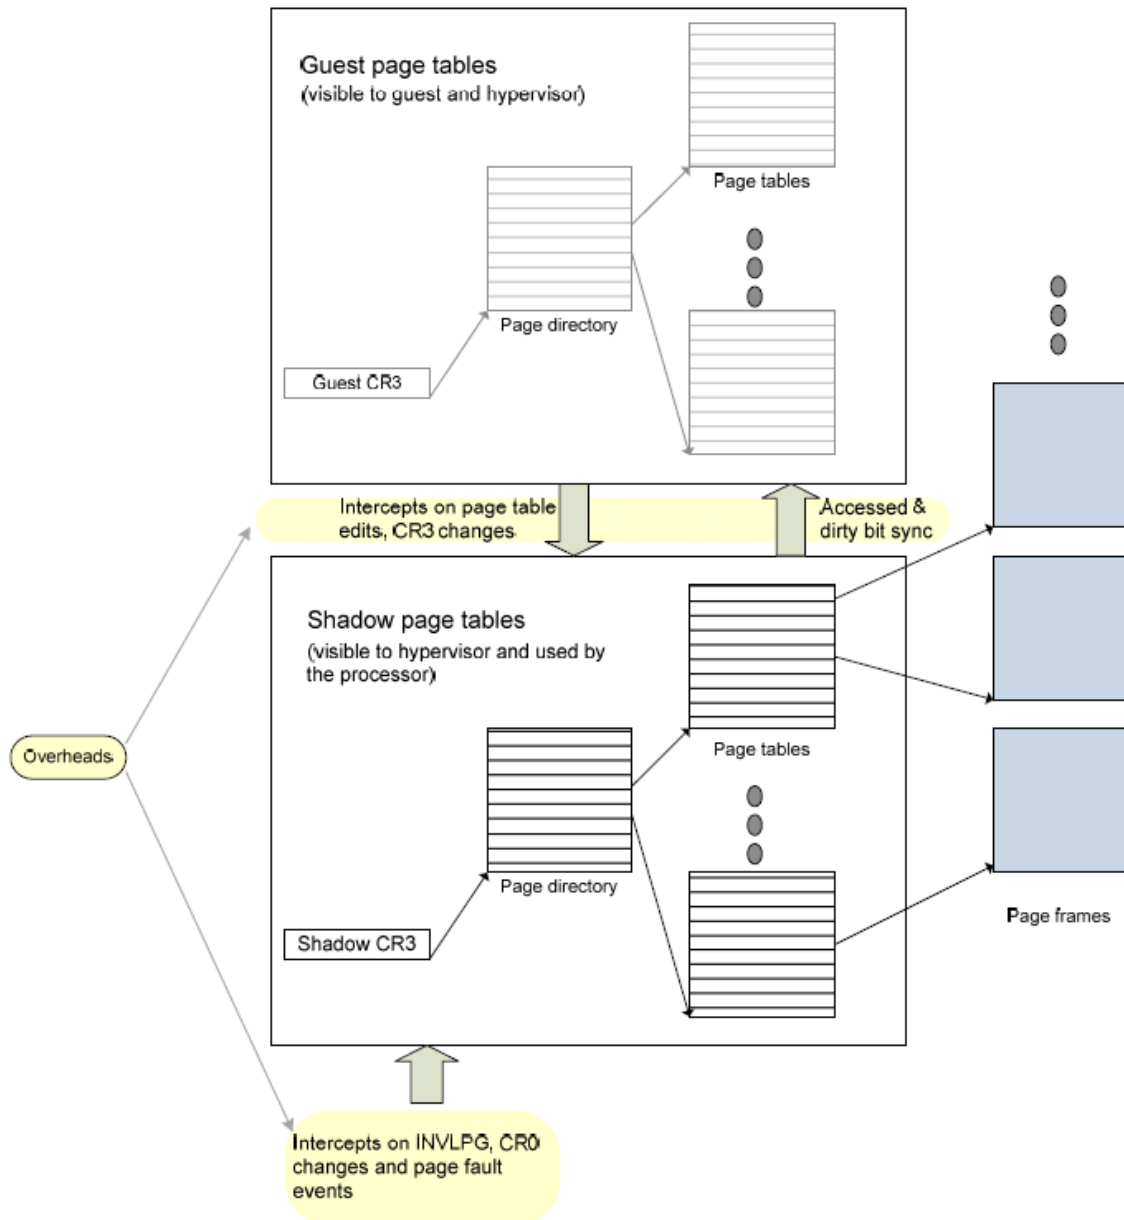 Guest page tables
(visible to guest and hypervisor)
Page tables
Page directory
Guest CR3
Intercepts on page table
edits, CR3 changes
Accessed &
dirty bit sync
Shadow page tables
(visible to hypervisor and used by
the processor)
Overheads
Page tables
Page directory
Page frames
Shadow CR3
Intercepts on INVLPG, CR0
changes and page fault
events